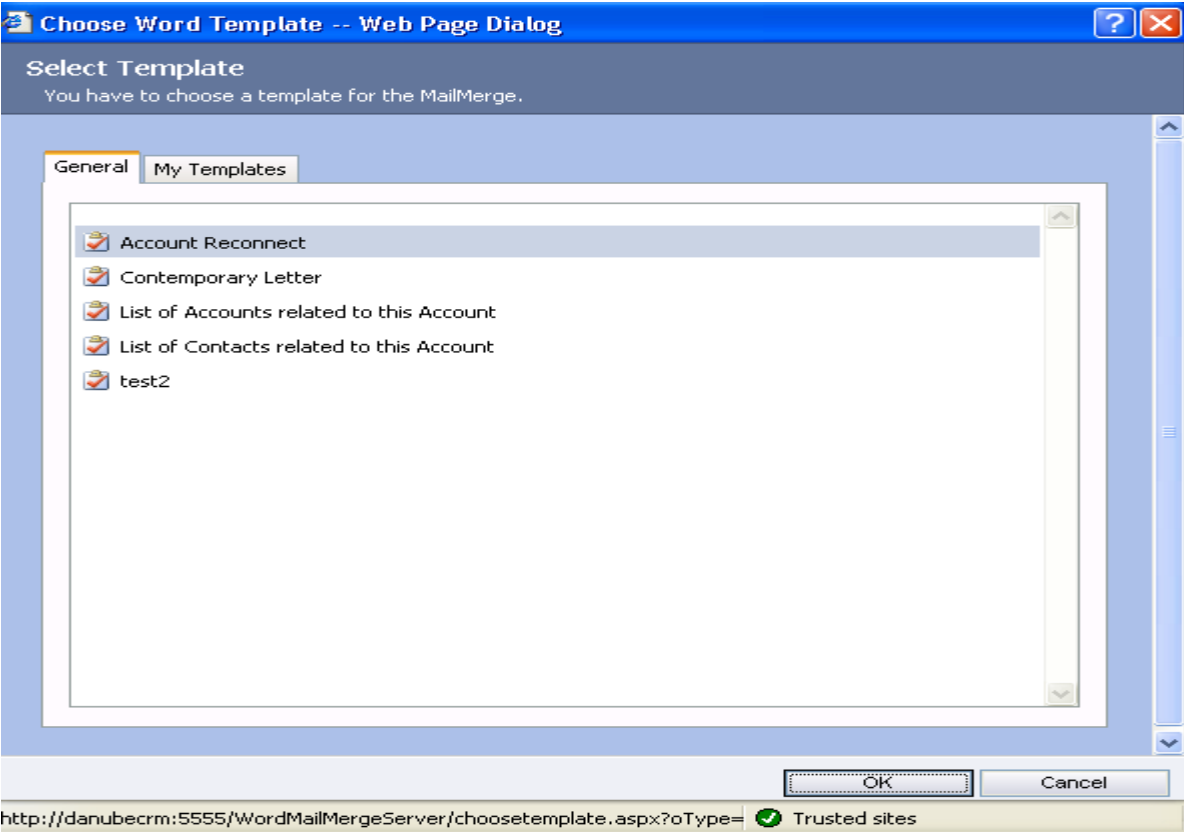 Choose Word Template -- Web Page Dialog
Select Template
You have to choose a template for the MailMerge.
General My Templates
Account Reconnect
Contemporary Letter
List of Accounts related to this Account
List of Contacts related to this Account
test2
OK Cancel
http://danubecrm:5555/WordMailMergeServer/choosetemplate.aspx?oType= Trusted sites